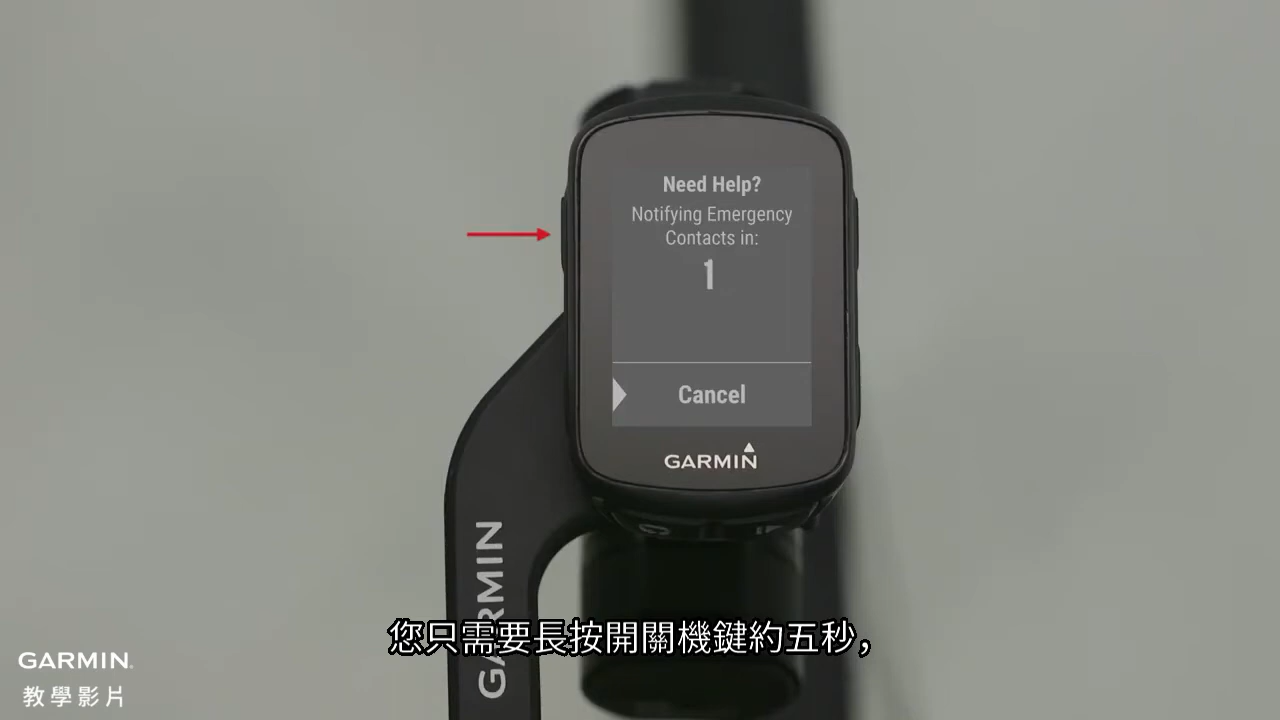 Need Help?
Notifying Emergency
Contacts in:
1
Cancel
GARMIN
GARMIN
您只需要長按開關機鍵約五秒，
GARMIN.
教學影片